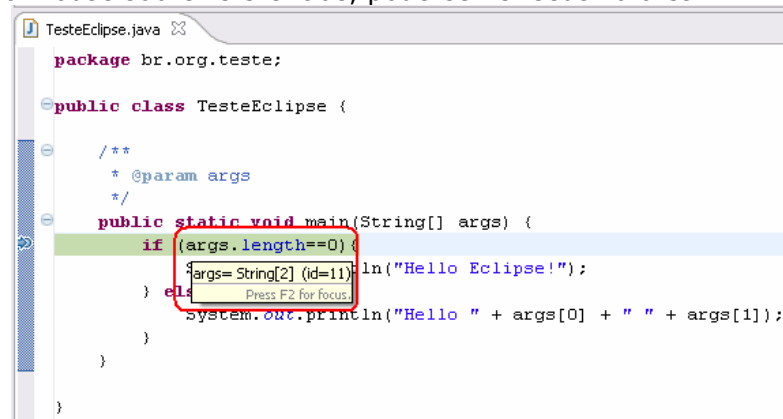 TesteEclipse.java
package br.org.teste;
public class TesteEclipse {
/**
* @param args
*/
public static void main(String[] args) {
if (args.length==0){
ln("Hello Eclipse!");
args= String[2] (id=11)
Press F2 for focus.
} els
System.out.println("Hello " + args[0] + " " + args[1]);
}
}
}